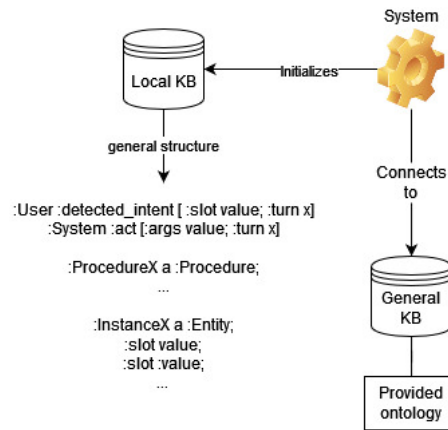 System
Local KB
Initializes
general structure
Connects
to
:User :detected_intent [ :slot value; :turn x]
:System :act [:args value; :turn x]
:ProcedureX a :Procedure;
...
:InstanceX a :Entity;
:slot value;
:slot :value;
...
General
KB
Provided
ontology